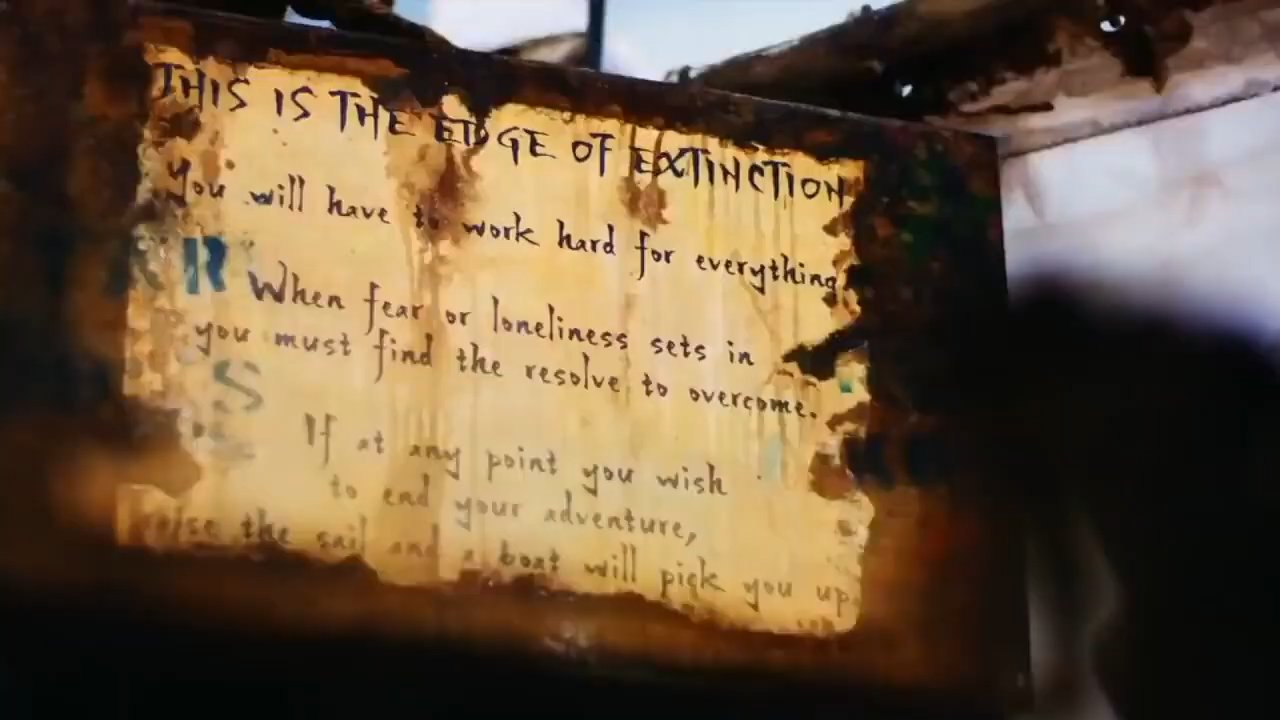 THIS IS THE EDGE OF EXTINCTION
You will have to work hard for everything
R When fear or loneliness sets in
you must find the resolve to overcome.
S
If at any point you wish
to end your adventure,
raise the sail and a boat will pick you up